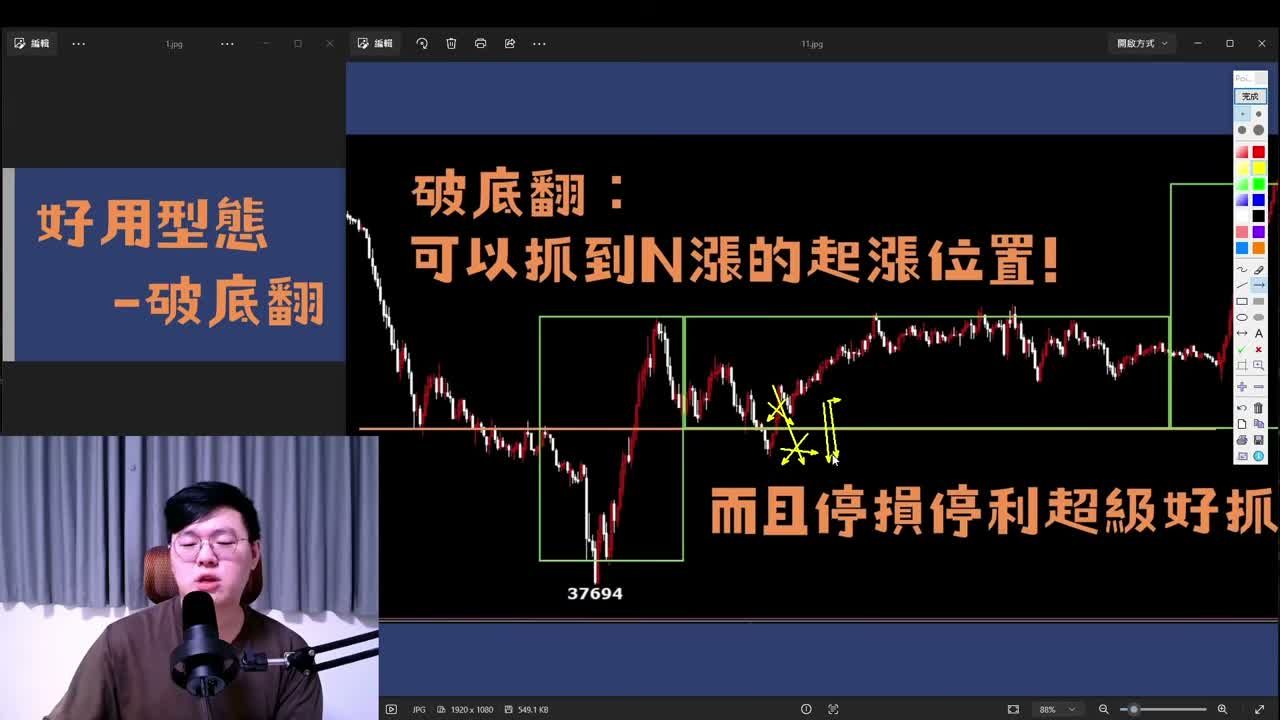 編輯
1.jpg
編輯
11.jpg
開啟方式
完成
好用型態
-破底翻
破底翻：
可以抓到N漲的起漲位置!
而且停損停利超級好抓
37694
A
JPG
1920 x 1080
549.1 KB
88%